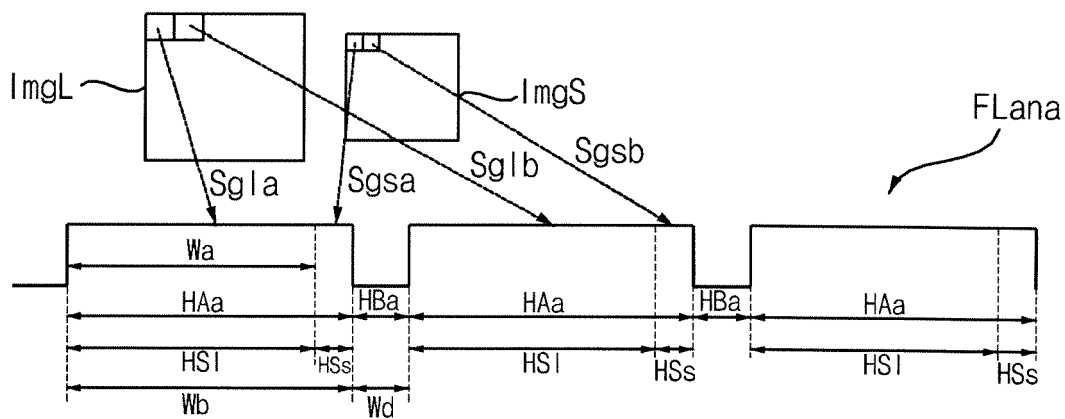 ImgL
ImgS
FLana
Sgla
Sgsa
Sglb
Sgsb
Wa
HAa HBa HAa HBa HAa
HSl HSs HSl HSs HSl HSs
Wb Wd